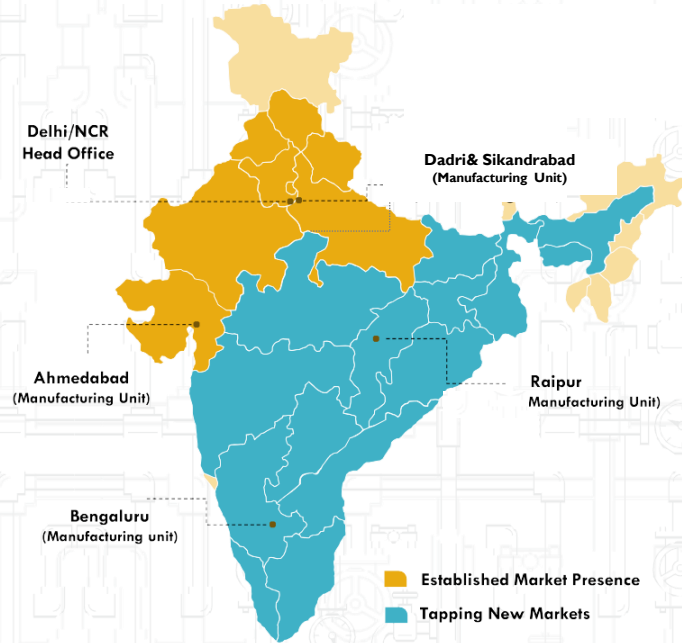 Delhi/NCR
Head Office
Dadri& Sikandrabad
(Manufacturing Unit)
Ahmedabad
(Manufacturing Unit)
Raipur
Manufacturing Unit)
Bengaluru
(Manufacturing unit)
Established Market Presence
Tapping New Markets